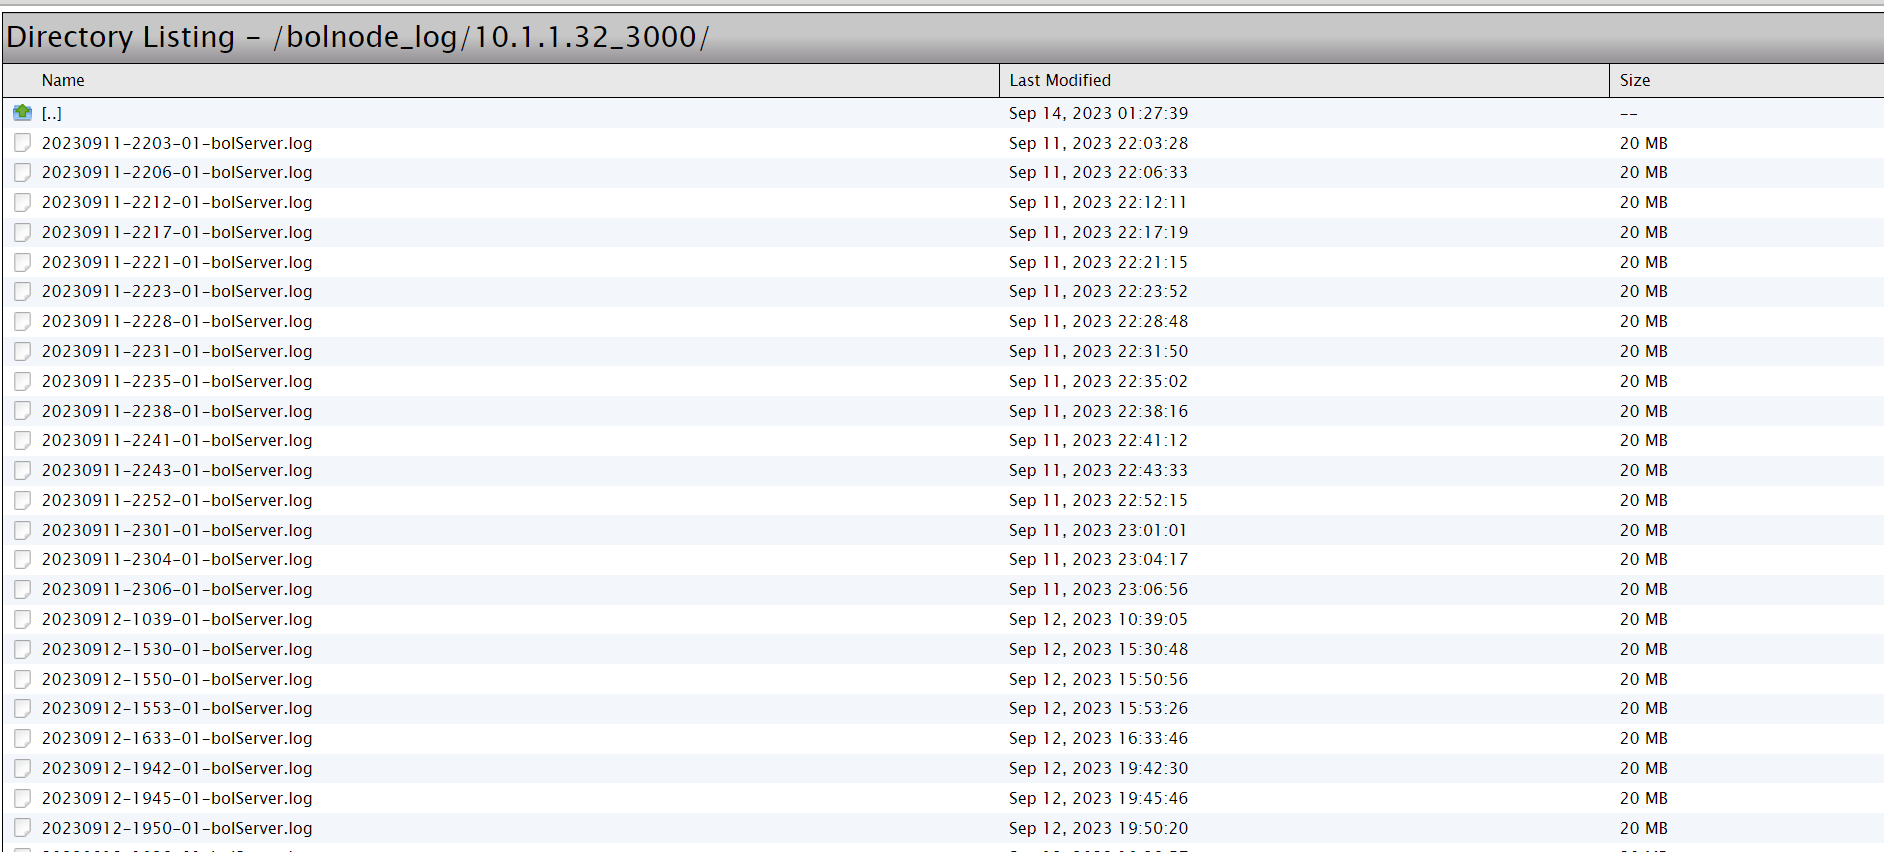 Directory Listing - /bolnode_log/10.1.1.32_3000/
Name Last Modified Size
[..] Sep 14, 2023 01:27:39 --
20230911-2203-01-bolServer.log Sep 11, 2023 22:03:28 20 MB
20230911-2206-01-bolServer.log Sep 11, 2023 22:06:33 20 MB
20230911-2212-01-bolServer.log Sep 11, 2023 22:12:11 20 MB
20230911-2217-01-bolServer.log Sep 11, 2023 22:17:19 20 MB
20230911-2221-01-bolServer.log Sep 11, 2023 22:21:15 20 MB
20230911-2223-01-bolServer.log Sep 11, 2023 22:23:52 20 MB
20230911-2228-01-bolServer.log Sep 11, 2023 22:28:48 20 MB
20230911-2231-01-bolServer.log Sep 11, 2023 22:31:50 20 MB
20230911-2235-01-bolServer.log Sep 11, 2023 22:35:02 20 MB
20230911-2238-01-bolServer.log Sep 11, 2023 22:38:16 20 MB
20230911-2241-01-bolServer.log Sep 11, 2023 22:41:12 20 MB
20230911-2243-01-bolServer.log Sep 11, 2023 22:43:33 20 MB
20230911-2252-01-bolServer.log Sep 11, 2023 22:52:15 20 MB
20230911-2301-01-bolServer.log Sep 11, 2023 23:01:01 20 MB
20230911-2304-01-bolServer.log Sep 11, 2023 23:04:17 20 MB
20230911-2306-01-bolServer.log Sep 11, 2023 23:06:56 20 MB
20230912-1039-01-bolServer.log Sep 12, 2023 10:39:05 20 MB
20230912-1530-01-bolServer.log Sep 12, 2023 15:30:48 20 MB
20230912-1550-01-bolServer.log Sep 12, 2023 15:50:56 20 MB
20230912-1553-01-bolServer.log Sep 12, 2023 15:53:26 20 MB
20230912-1633-01-bolServer.log Sep 12, 2023 16:33:46 20 MB
20230912-1942-01-bolServer.log Sep 12, 2023 19:42:30 20 MB
20230912-1945-01-bolServer.log Sep 12, 2023 19:45:46 20 MB
20230912-1950-01-bolServer.log Sep 12, 2023 19:50:20 20 MB